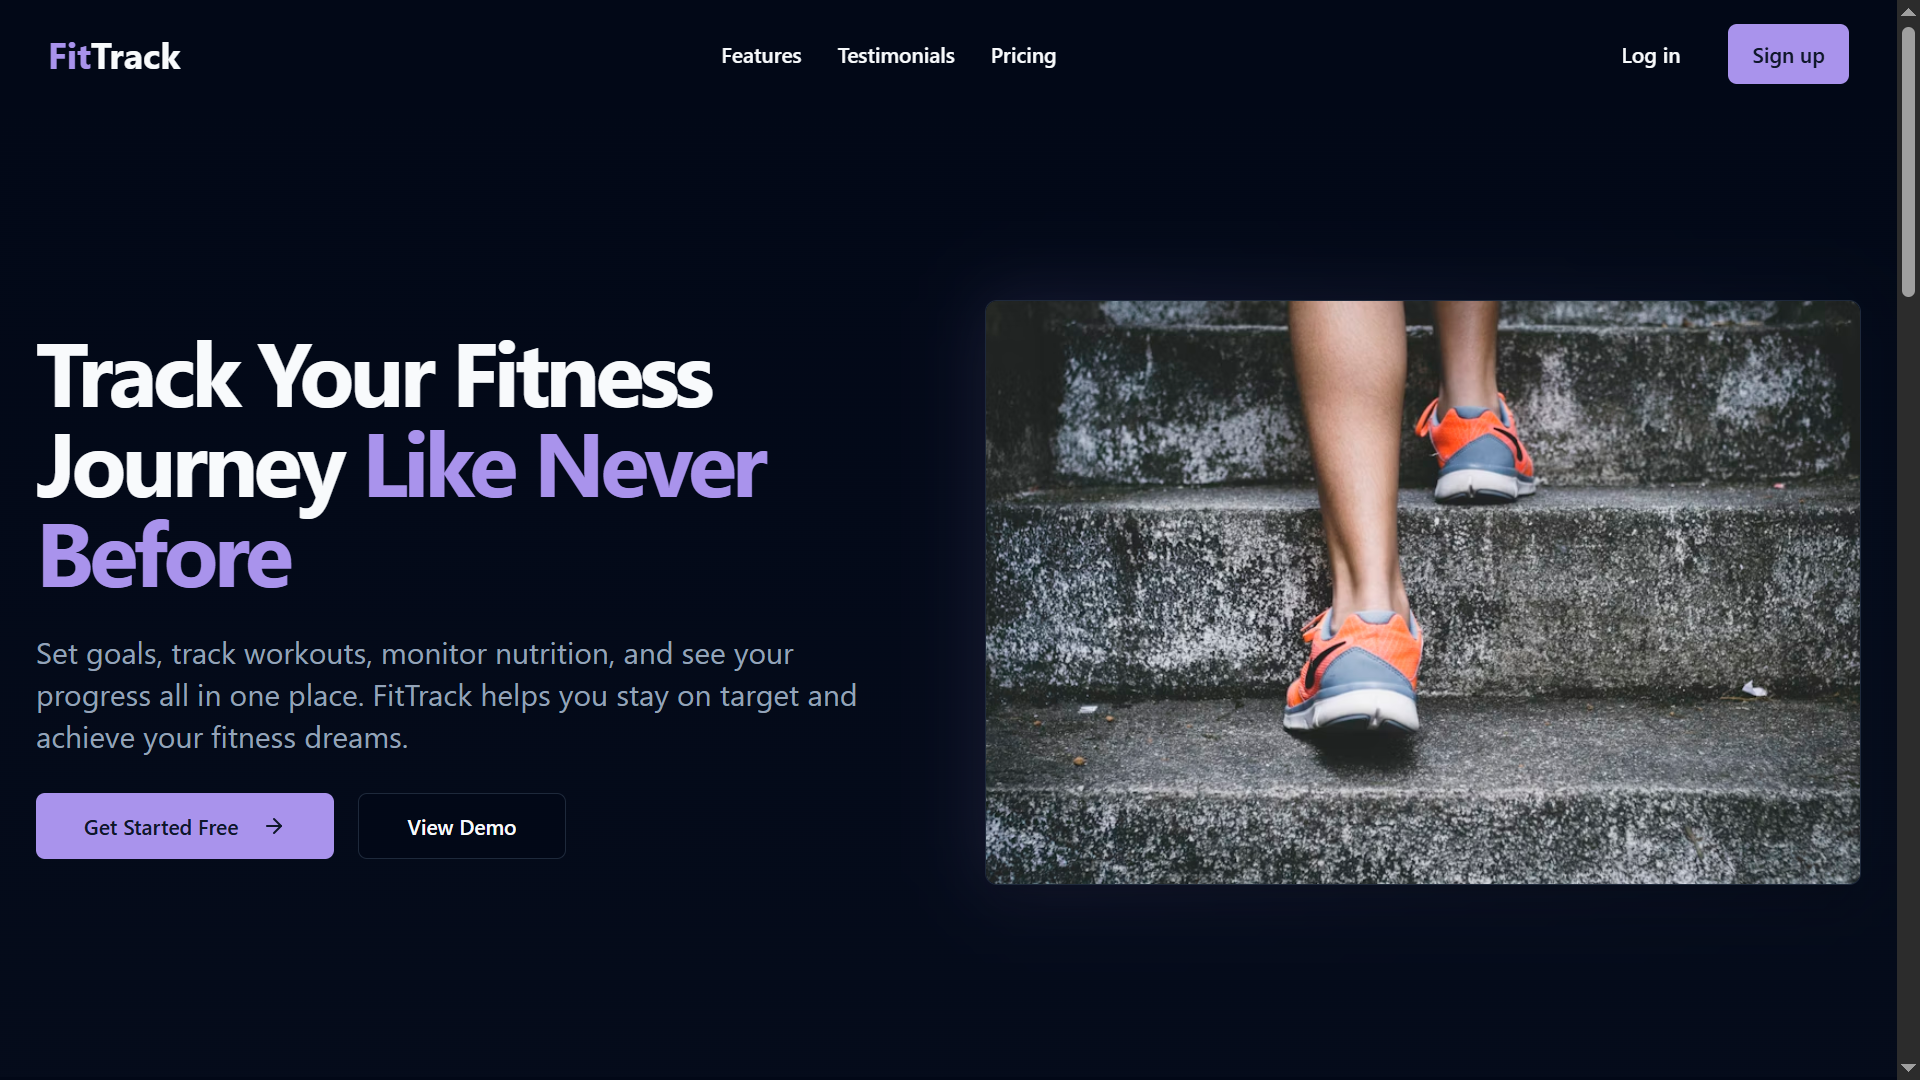 FitTrack
Features
Testimonials
Pricing
Log in
Sign up
Track Your Fitness
Journey Like Never
Before
Set goals, track workouts, monitor nutrition, and see your
progress all in one place. FitTrack helps you stay on target and
achieve your fitness dreams.
Get Started Free
View Demo